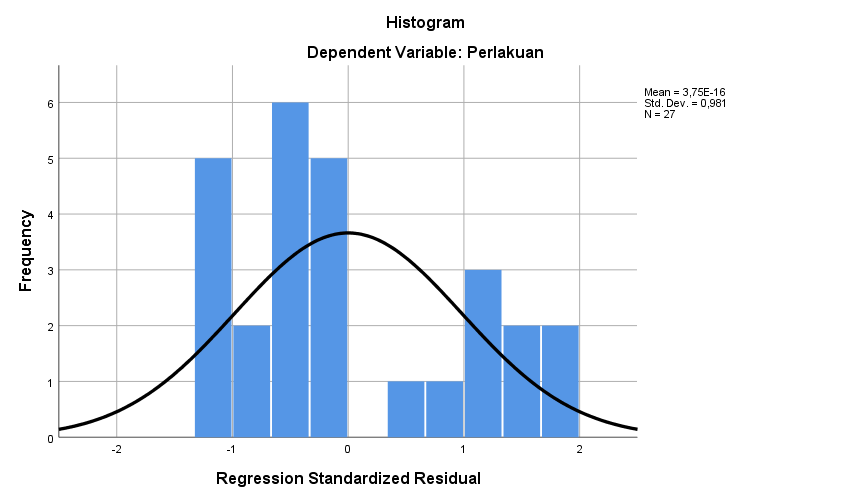 Histogram
Dependent Variable: Perlakuan
Mean = 3,75E-16
Std. Dev. = 0,981
N = 27
6
5
4
3
2
1
0
Frequency
-2
-1
0
1
2
Regression Standardized Residual